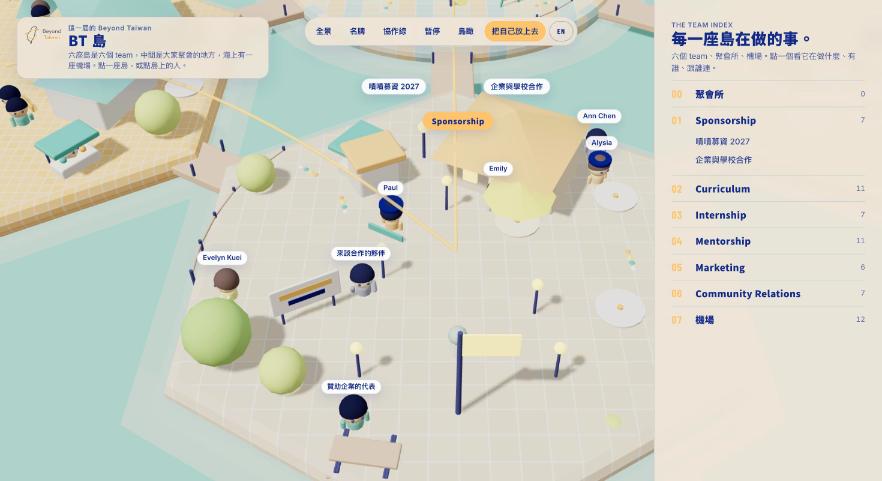 Beyond
Taiwan
這一屆的 Beyond Taiwan
BT 島
六座島是六個 team，中間是大家聚會的地方，海上有一
座機場。點一座島，或點島上的人。
全景
名牌
協作線
暫停
鳥瞰
把自己放上去
EN
嘖嘖募資 2027
企業與學校合作
Sponsorship
Ann Chen
Alysia
Emily
Paul
Evelyn Kuei
來談合作的夥伴
贊助企業的代表
THE TEAM INDEX
每一座島在做的事。
六個 team、聚會所、機場。點一個看它在做什麼、有
誰、跟誰連。
00 聚會所 0
01 Sponsorship 7
嘖嘖募資 2027
企業與學校合作
02 Curriculum 11
03 Internship 7
04 Mentorship 11
05 Marketing 6
06 Community Relations 7
07 機場 12